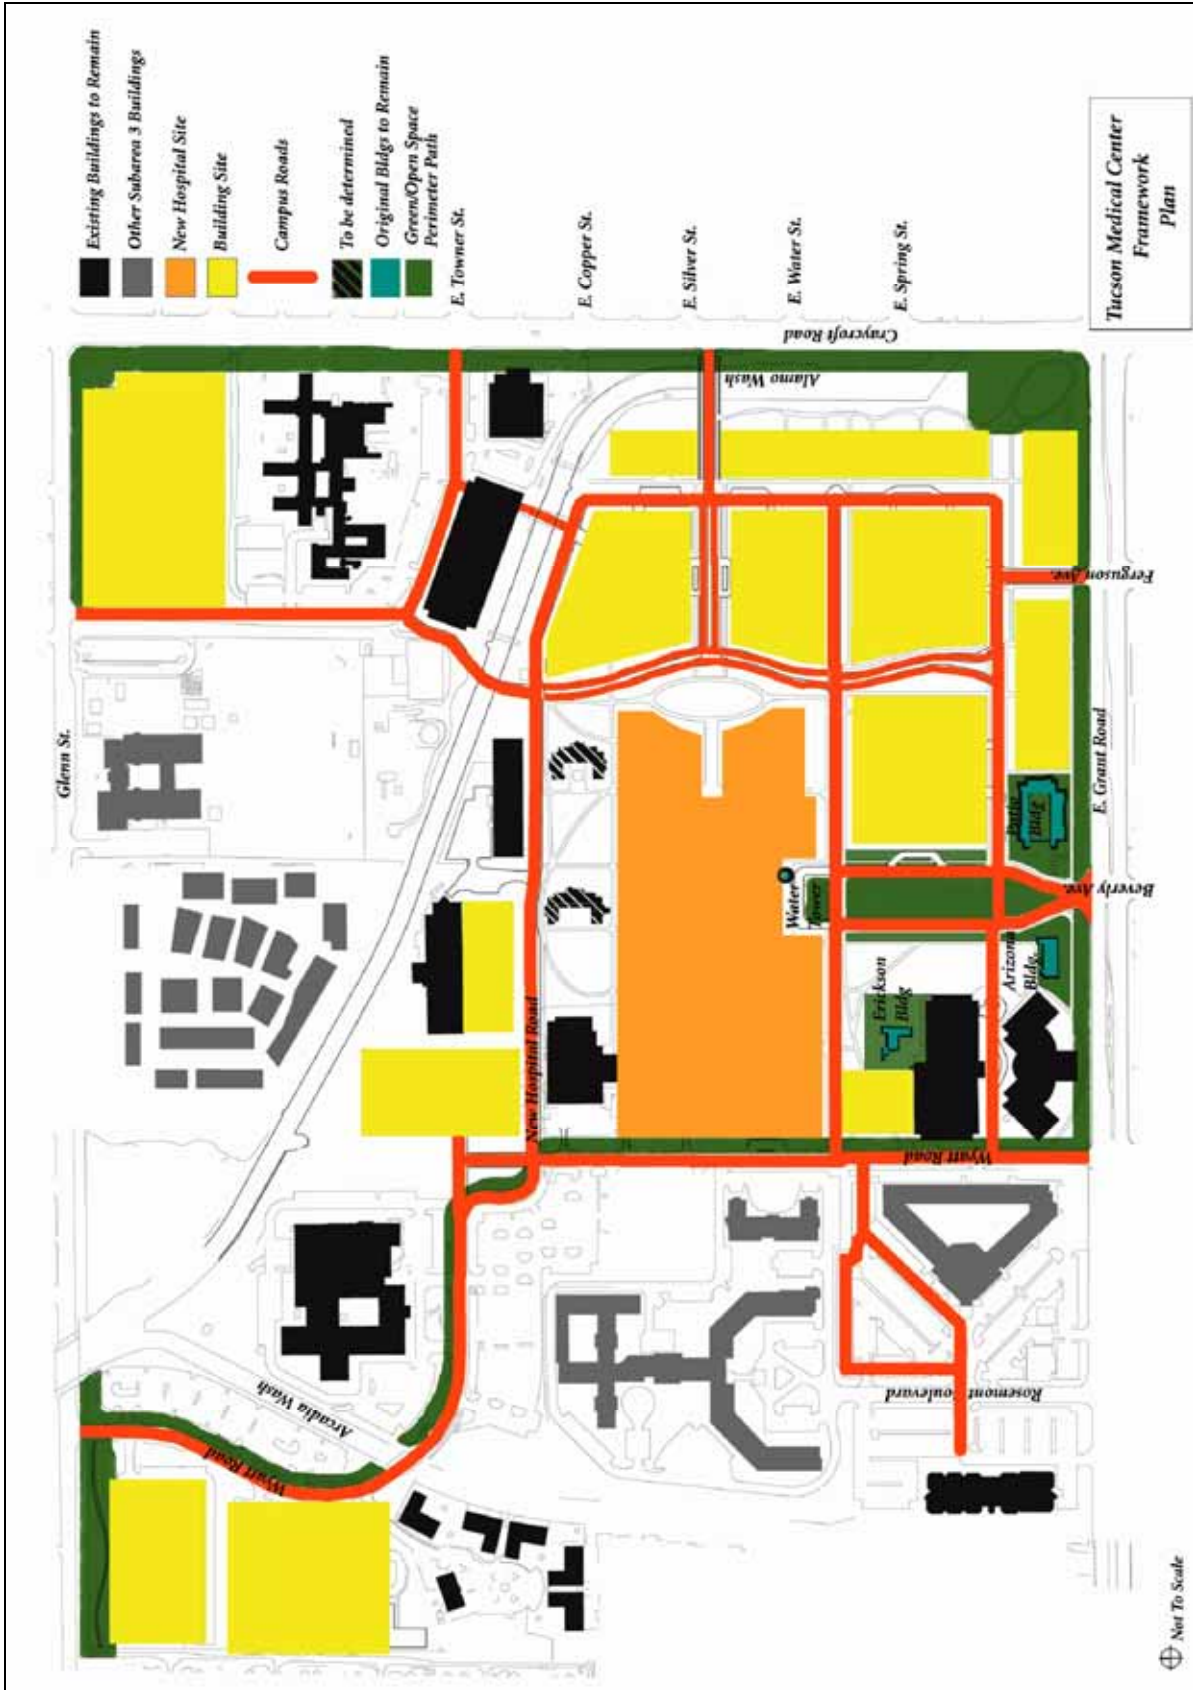 Existing Buildings to Remain
Other Subarea 3 Buildings
New Hospital Site
Building Site
Campus Roads
To be determined
Original Bldgs to Remain
Green/Open Space
Perimeter Path
E. Towner St.
E. Copper St.
E. Silver St.
E. Water St.
E. Spring St.
Craycroft Road
Alamo Wash
Glenn St.
Ferguson Ave.
E. Grant Road
Patio
Bldg
Beverly Ave.
Water
Tower
Erickson
Bldg
Arizona
Bldg.
New Hospital Road
Wyatt Road
Rosemont Boulevard
Arcadia Wash
Wyatt Road
Tucson Medical Center
Framework
Plan
Not To Scale